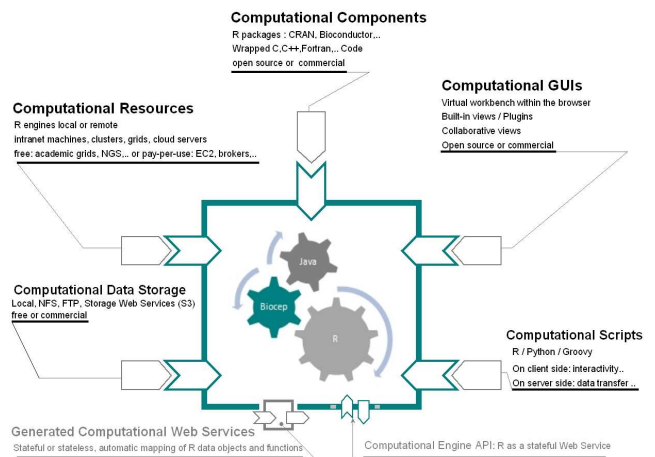 Computational Components
R packages : CRAN, Bioconductor,..
Wrapped C,C++,Fortran,.. Code
open source or commercial
Computational GUIs
Virtual workbench within the browser
Built-in views / Plugins
Collaborative views
Open source or commercial
Computational Resources
R engines local or remote
intranet machines, clusters, grids, cloud servers
free: academic grids, NGS,.. or pay-per-use: EC2, brokers,..
Java
Biocep
R
Computational Data Storage
Local, NFS, FTP, Storage Web Services (S3)
free or commercial
Computational Scripts
R / Python / Groovy
On client side: interactivity..
On server side: data transfer ..
Generated Computational Web Services
Stateful or stateless, automatic mapping of R data objects and functions
Computational Engine API: R as a stateful Web Service